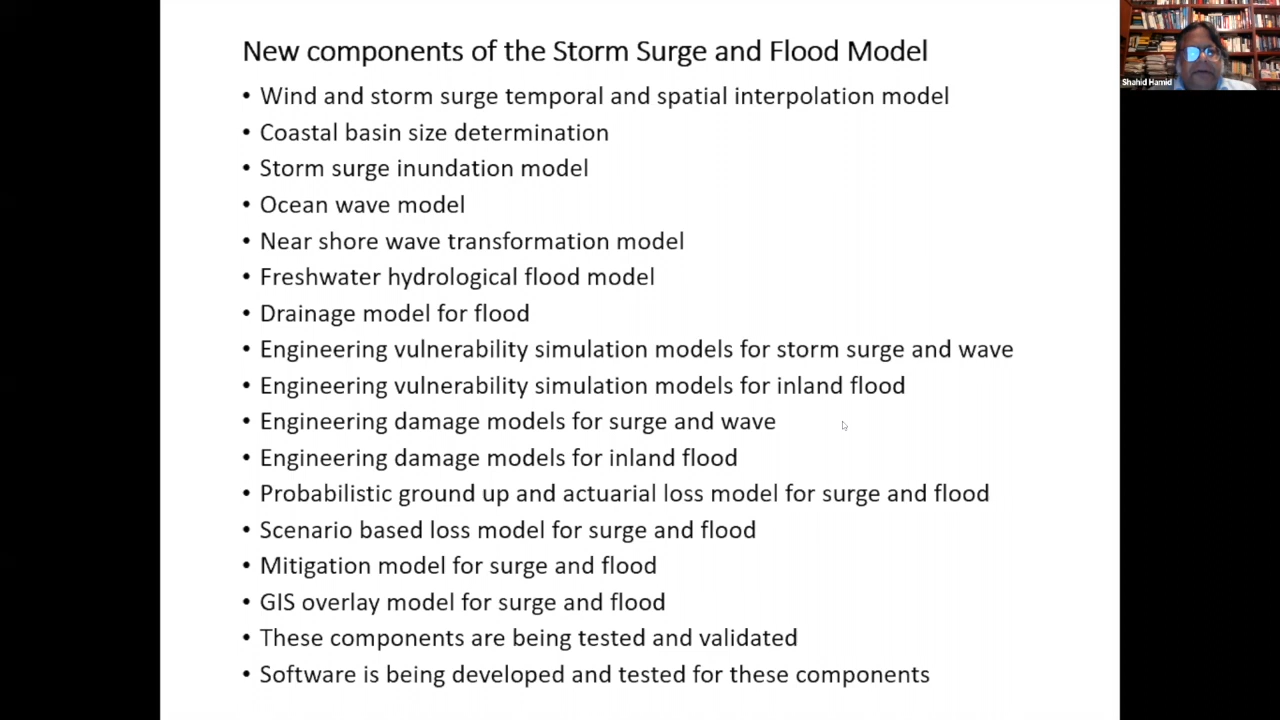 New components of the Storm Surge and Flood Model
• Wind and storm surge temporal and spatial interpolation model
• Coastal basin size determination
• Storm surge inundation model
• Ocean wave model
• Near shore wave transformation model
• Freshwater hydrological flood model
• Drainage model for flood
• Engineering vulnerability simulation models for storm surge and wave
• Engineering vulnerability simulation models for inland flood
• Engineering damage models for surge and wave
• Engineering damage models for inland flood
• Probabilistic ground up and actuarial loss model for surge and flood
• Scenario based loss model for surge and flood
• Mitigation model for surge and flood
• GIS overlay model for surge and flood
• These components are being tested and validated
• Software is being developed and tested for these components
Shahid Hamid